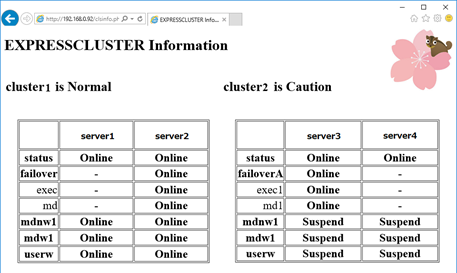 http://192.168.0.92/clsinfo.ph
EXPRESSCLUSTER Info...
EXPRESSCLUSTER Information
cluster1 is Normal
server1 server2
status Online Online
failover - Online
exec - Online
md - Online
mdnw1 Online Online
mdw1 Online Online
userw Online Online
cluster2 is Caution
server3 server4
status Online Online
failoverA Online -
exec1 Online -
md1 Online -
mdnw1 Suspend Suspend
mdw1 Suspend Suspend
userw Suspend Suspend